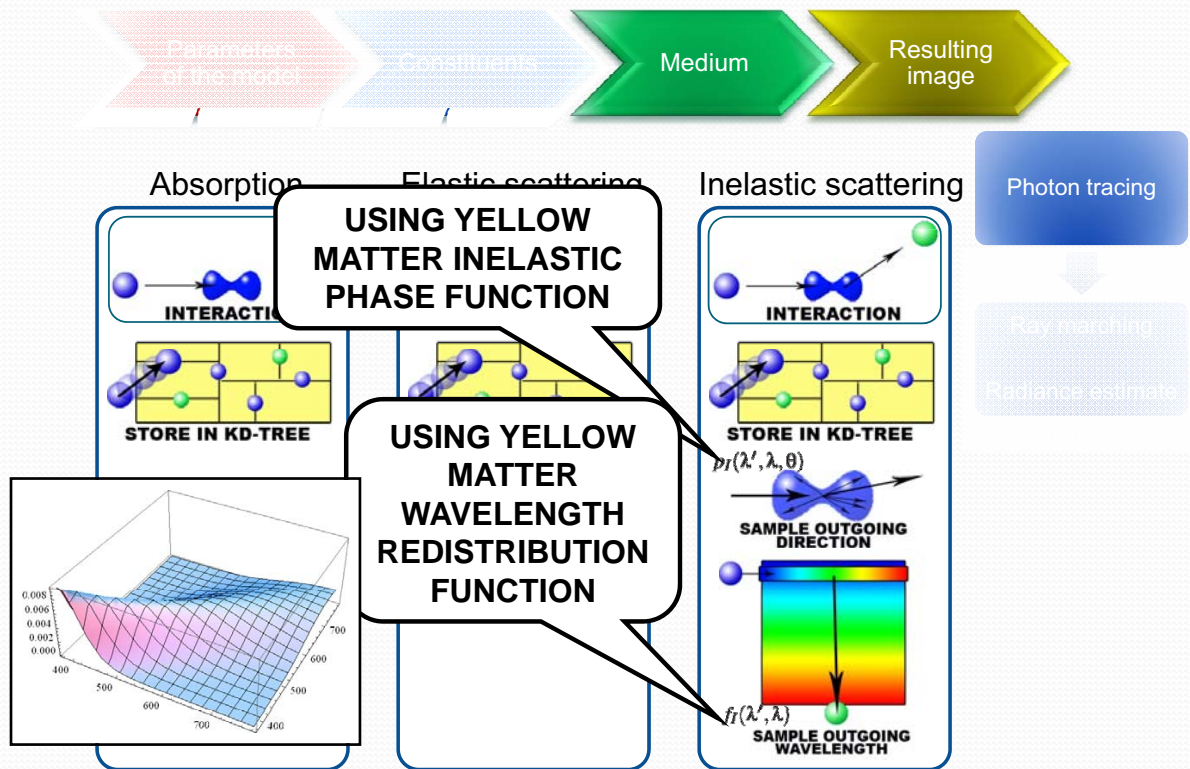 Parameters
of the model
Constituents
Medium
Resulting
image
Photon tracing
Ray marching
Radiance estimate
Absorption
Elastic scattering
Inelastic scattering
USING YELLOW
MATTER INELASTIC
PHASE FUNCTION
INTERACTION
INTERACTION
STORE IN KD-TREE
STORE IN KD-TREE
USING YELLOW
MATTER
WAVELENGTH
REDISTRIBUTION
FUNCTION
p_I(λ′,λ,θ)
SAMPLE OUTGOING
DIRECTION
f_I(λ′,λ)
SAMPLE OUTGOING
WAVELENGTH
0.008
0.006
0.004
0.002
0.000
400
500
600
700
400
500
600
700